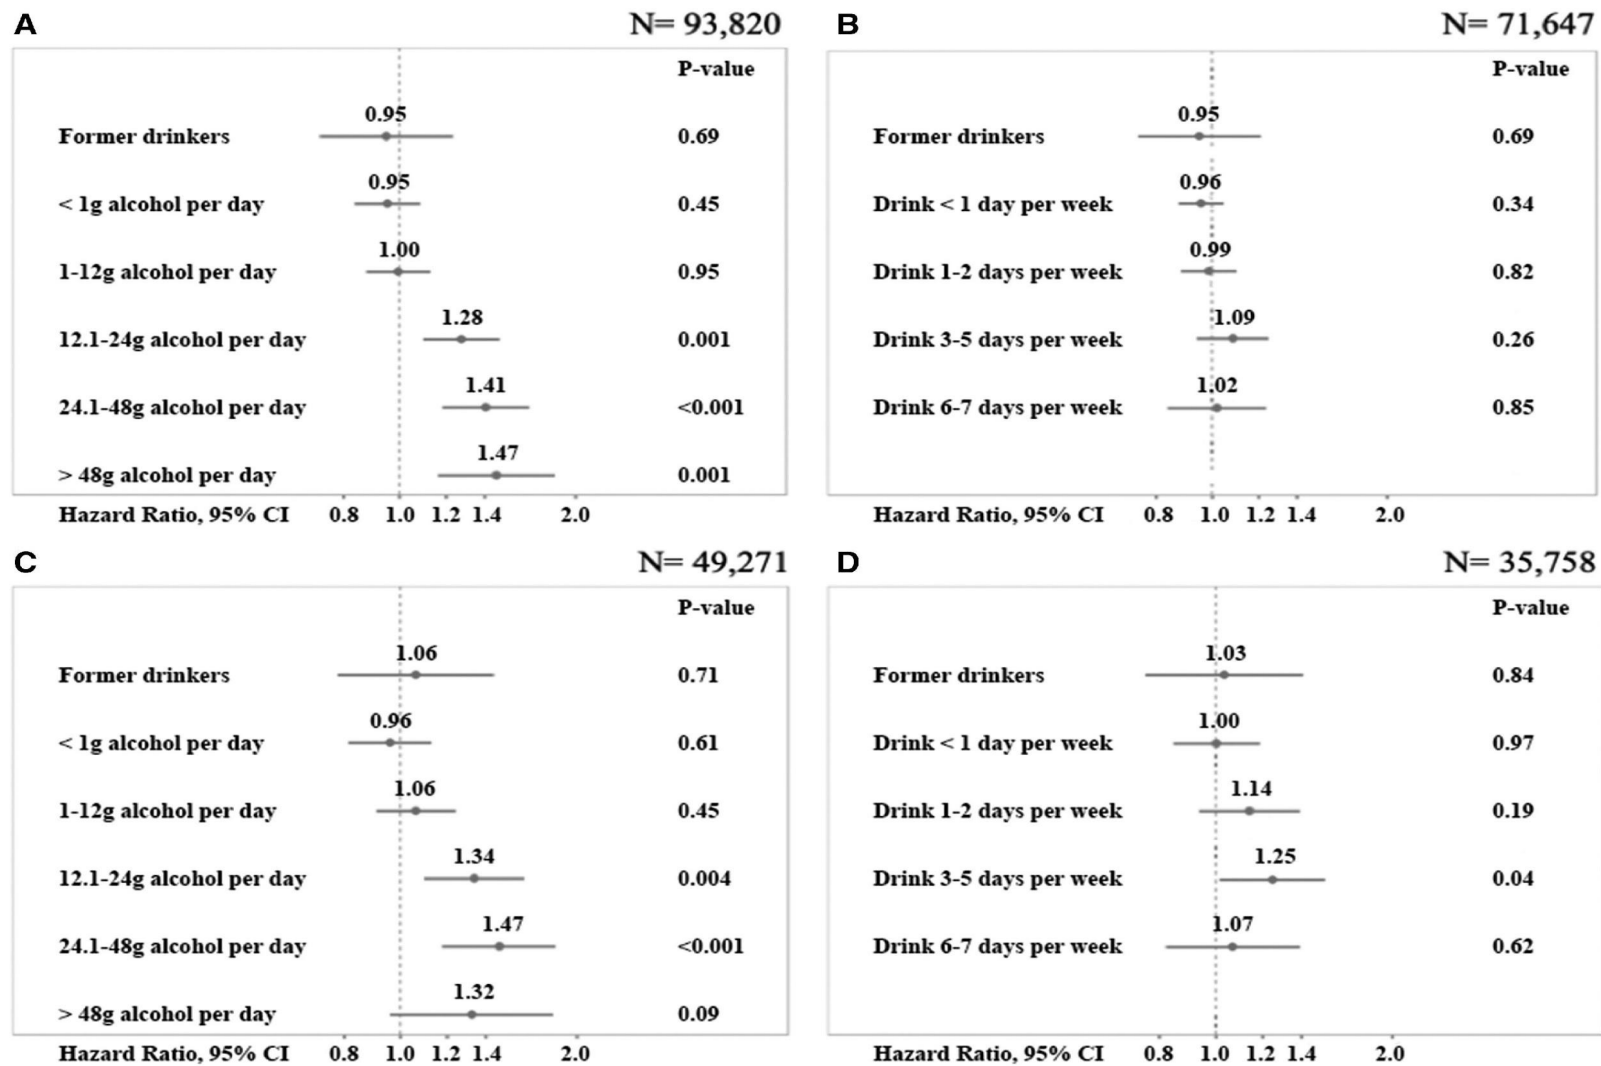 A N= 93,820
P-value
0.95
Former drinkers 0.69
0.95
< 1g alcohol per day 0.45
1.00
1-12g alcohol per day 0.95
1.28
12.1-24g alcohol per day 0.001
1.41
24.1-48g alcohol per day <0.001
1.47
> 48g alcohol per day 0.001
Hazard Ratio, 95% CI 0.8 1.0 1.2 1.4 2.0
B N= 71,647
P-value
0.95
Former drinkers 0.69
0.96
Drink < 1 day per week 0.34
0.99
Drink 1-2 days per week 0.82
1.09
Drink 3-5 days per week 0.26
1.02
Drink 6-7 days per week 0.85
Hazard Ratio, 95% CI 0.8 1.0 1.2 1.4 2.0
C N= 49,271
P-value
1.06
Former drinkers 0.71
0.96
< 1g alcohol per day 0.61
1.06
1-12g alcohol per day 0.45
1.34
12.1-24g alcohol per day 0.004
1.47
24.1-48g alcohol per day <0.001
1.32
> 48g alcohol per day 0.09
Hazard Ratio, 95% CI 0.8 1.0 1.2 1.4 2.0
D N= 35,758
P-value
1.03
Former drinkers 0.84
1.00
Drink < 1 day per week 0.97
1.14
Drink 1-2 days per week 0.19
1.25
Drink 3-5 days per week 0.04
1.07
Drink 6-7 days per week 0.62
Hazard Ratio, 95% CI 0.8 1.0 1.2 1.4 2.0